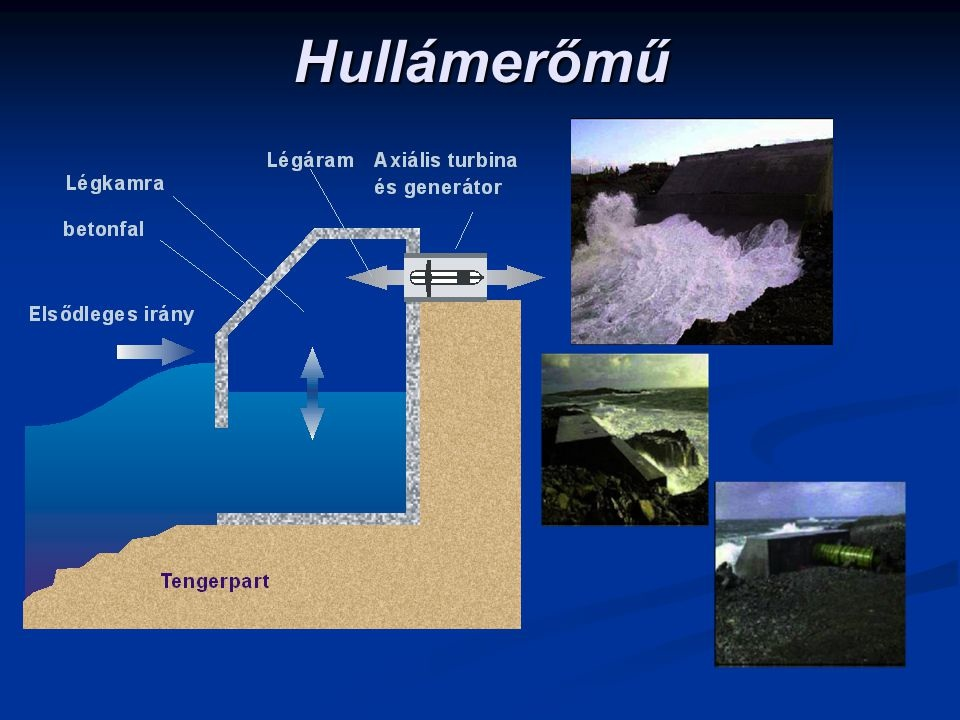 Hullámerőmű
Légáram
Axiális turbina
és generátor
Légkamra
betonfal
Elsődleges irány
Tengerpart